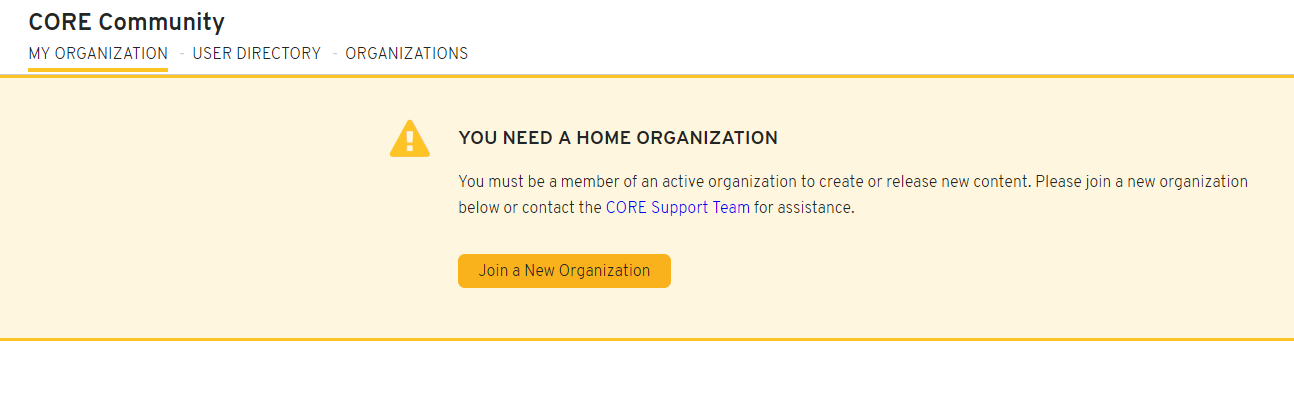 CORE Community
MY ORGANIZATION - USER DIRECTORY - ORGANIZATIONS
YOU NEED A HOME ORGANIZATION
You must be a member of an active organization to create or release new content. Please join a new organization
below or contact the CORE Support Team for assistance.
Join a New Organization